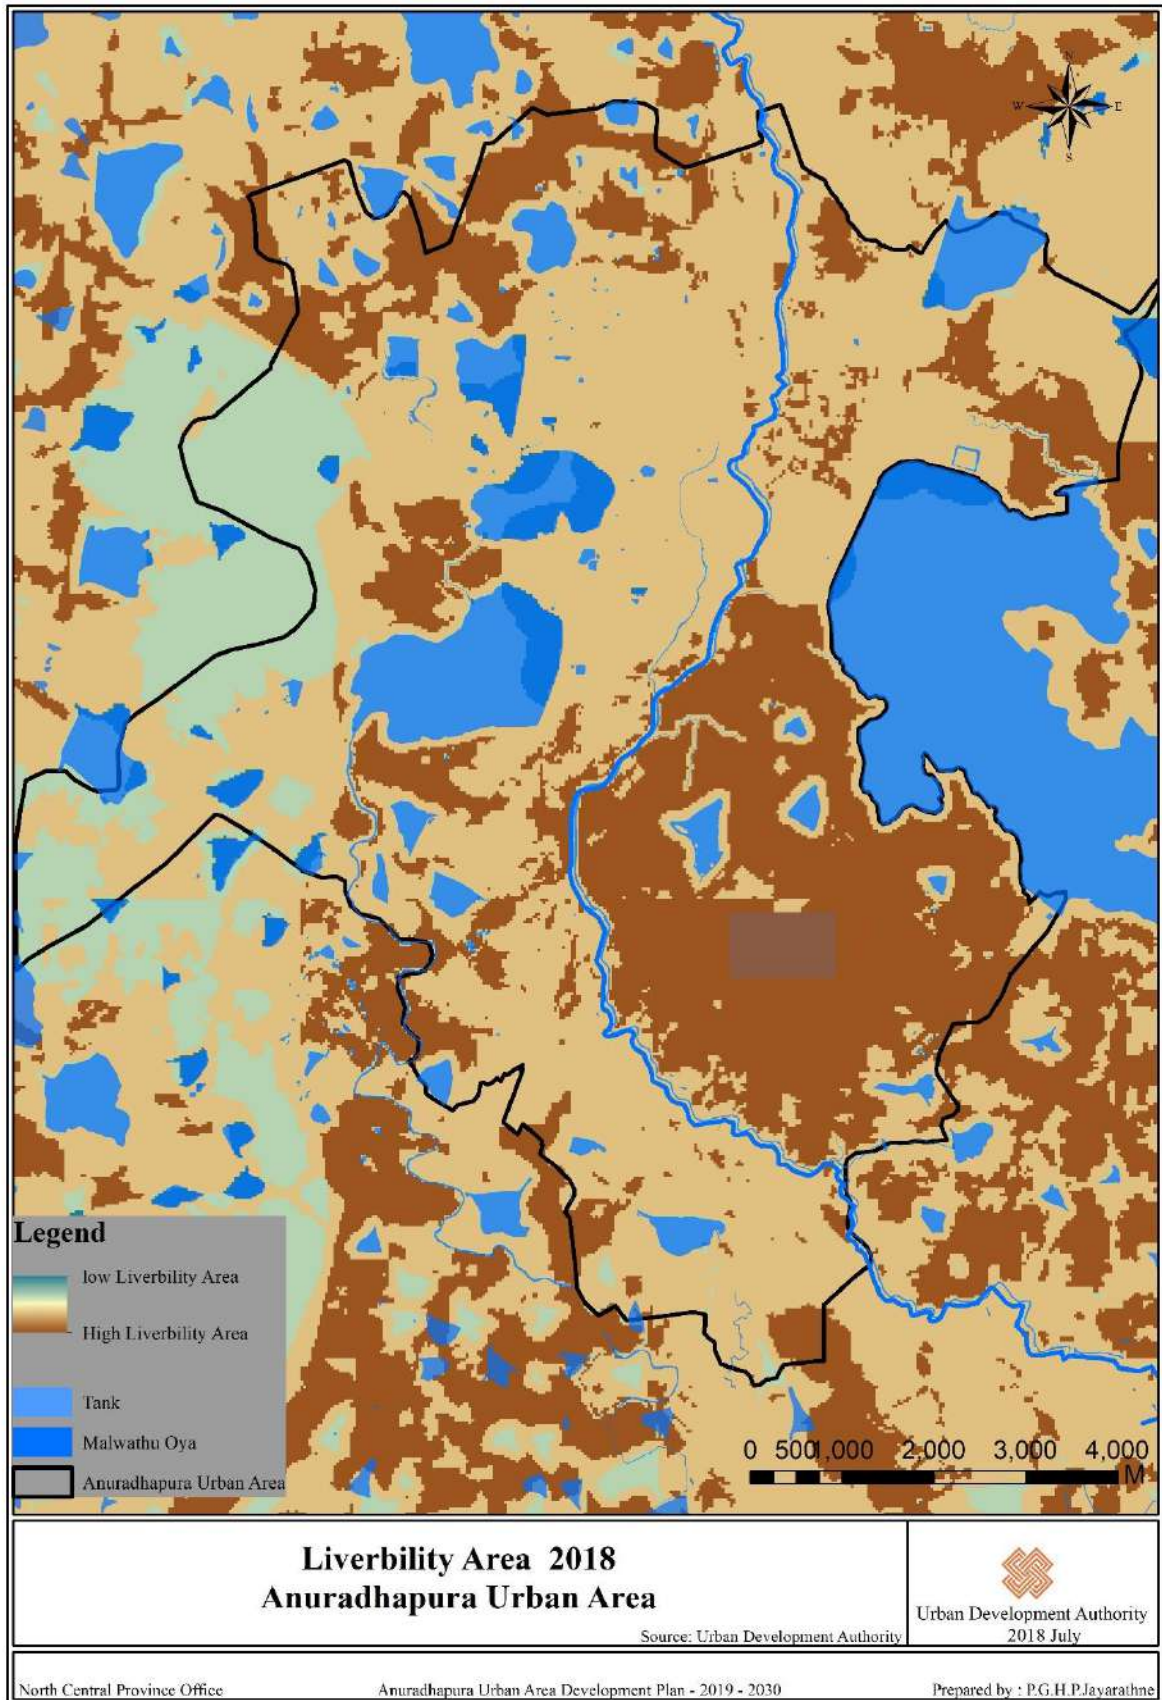 N
W E
S
Legend
low Liverbility Area
High Liverbility Area
Tank
Malwathu Oya
Anuradhapura Urban Area
0 500 1,000 2,000 3,000 4,000
M
Liverbility Area 2018
Anuradhapura Urban Area
Source: Urban Development Authority
Urban Development Authority
2018 July
North Central Province Office
Anuradhapura Urban Area Development Plan - 2019 - 2030
Prepared by : P.G.H.P.Jayarathne